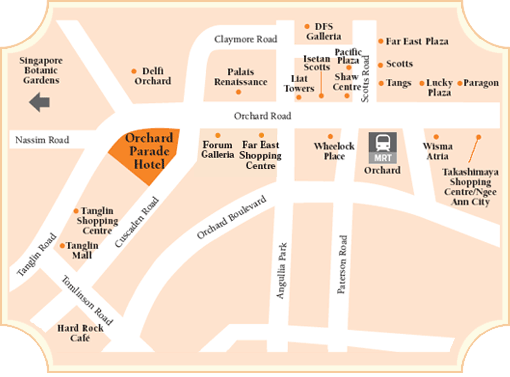 DFS
Galleria
Claymore Road
Far East Plaza
Singapore
Botanic
Gardens
Delfi
Orchard
Palais
Renaissance
Isetan
Scotts
Pacific
Plaza
Scotts Road
Scotts
Liat
Towers
Shaw
Centre
Tangs
Lucky
Plaza
Paragon
Orchard Road
Nassim Road
Orchard
Parade
Hotel
Forum
Galleria
Far East
Shopping
Centre
Wheelock
Place
MRT
Orchard
Wisma
Atria
Takashimaya
Shopping
Centre/Ngee
Ann City
Tanglin
Shopping
Centre
Tanglin
Mall
Tanglin Road
Cuscaden Road
Orchard Boulevard
Angullia Park
Paterson Road
Tomlinson Road
Hard Rock
Café